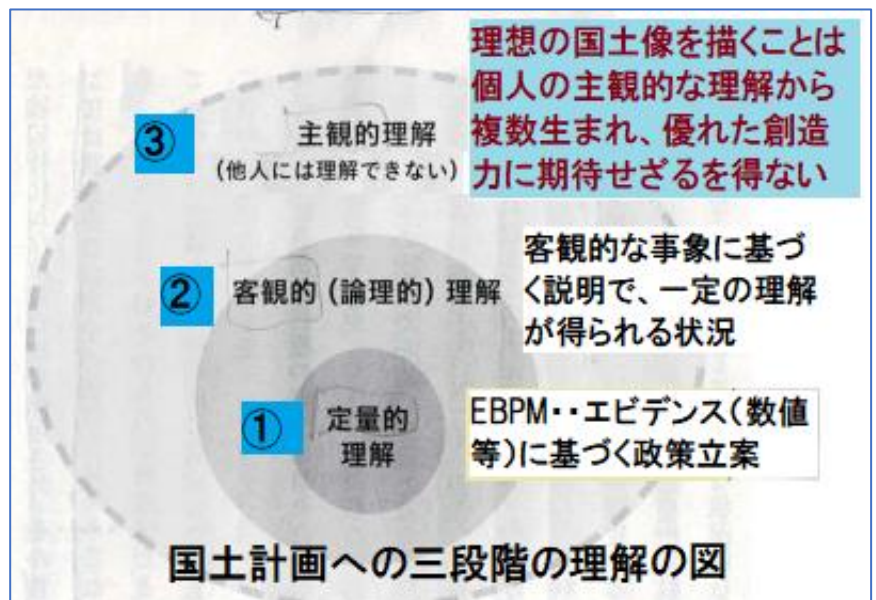 理想の国土像を描くことは
個人の主観的な理解から
複数生まれ、優れた創造
力に期待せざるを得ない
③
主観的理解
(他人には理解できない)
客観的な事象に基づ
く説明で、一定の理解
が得られる状況
②
客観的(論理的)理解
①
定量的
理解
EBPM・・エビデンス(数値
等)に基づく政策立案
国土計画への三段階の理解の図